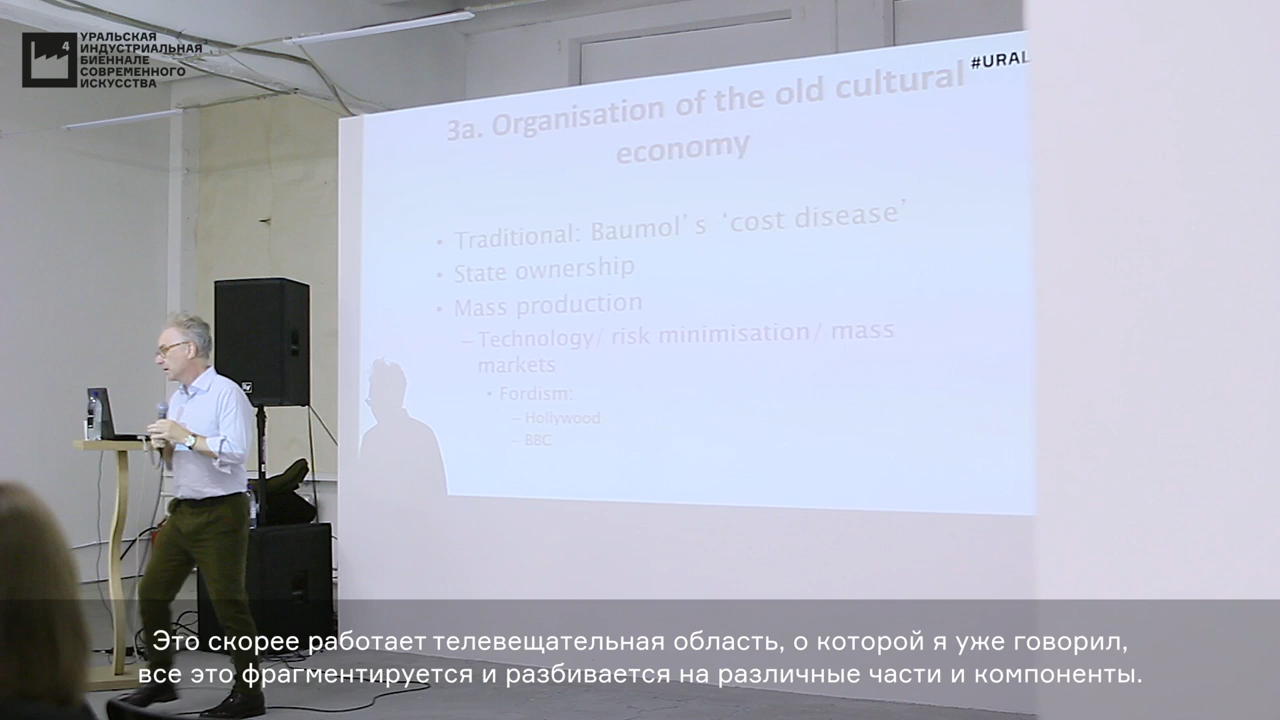 4
УРАЛЬСКАЯ
ИНДУСТРИАЛЬНАЯ
БИЕННАЛЕ
СОВРЕМЕННОГО
ИСКУССТВА
#URAL
3a. Organisation of the old cultural
economy
• Traditional: Baumol's 'cost disease'
• State ownership
• Mass production
– Technology/ risk minimisation/ mass
markets
• Fordism:
– Hollywood
– BBC
Это скорее работает телевещательная область, о которой я уже говорил,
все это фрагментируется и разбивается на различные части и компоненты.